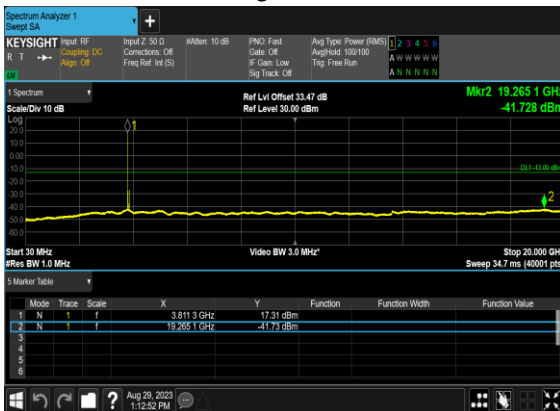 Spectrum Analyzer 1
Swept SA
KEYSIGHT Input: RF Input Z: 50 Ω #Atten: 10 dB PNO: Fast Avg Type: Power (RMS) 1 2 3 4 5 6
R T Coupling: DC Corrections: Off Gate: Off Avg|Hold: 100/100 A W W W W W
Align: Off Freq Ref: Int (S) IF Gain: Low Trig: Free Run
Sig Track: Off A N N N N N
1 Spectrum Ref Lvl Offset 33.47 dB Mkr2 19.265 1 GHz
Scale/Div 10 dB Ref Level 30.00 dBm -41.728 dBm
Log
20.0
1
10.0
0.00
-10.0
DL1 -13.00 dBm
-20.0
-30.0
2
-40.0
-50.0
-60.0
Start 30 MHz Video BW 3.0 MHz* Stop 20.000 GH
#Res BW 1.0 MHz Sweep 34.7 ms (40001 pts
5 Marker Table
Mode Trace Scale X Y Function Function Width Function Value
1 N 1 f 3.811 3 GHz 17.31 dBm
2 N 1 f 19.265 1 GHz -41.73 dBm
3
4
5
6
? Aug 29, 2023
1:12:52 PM